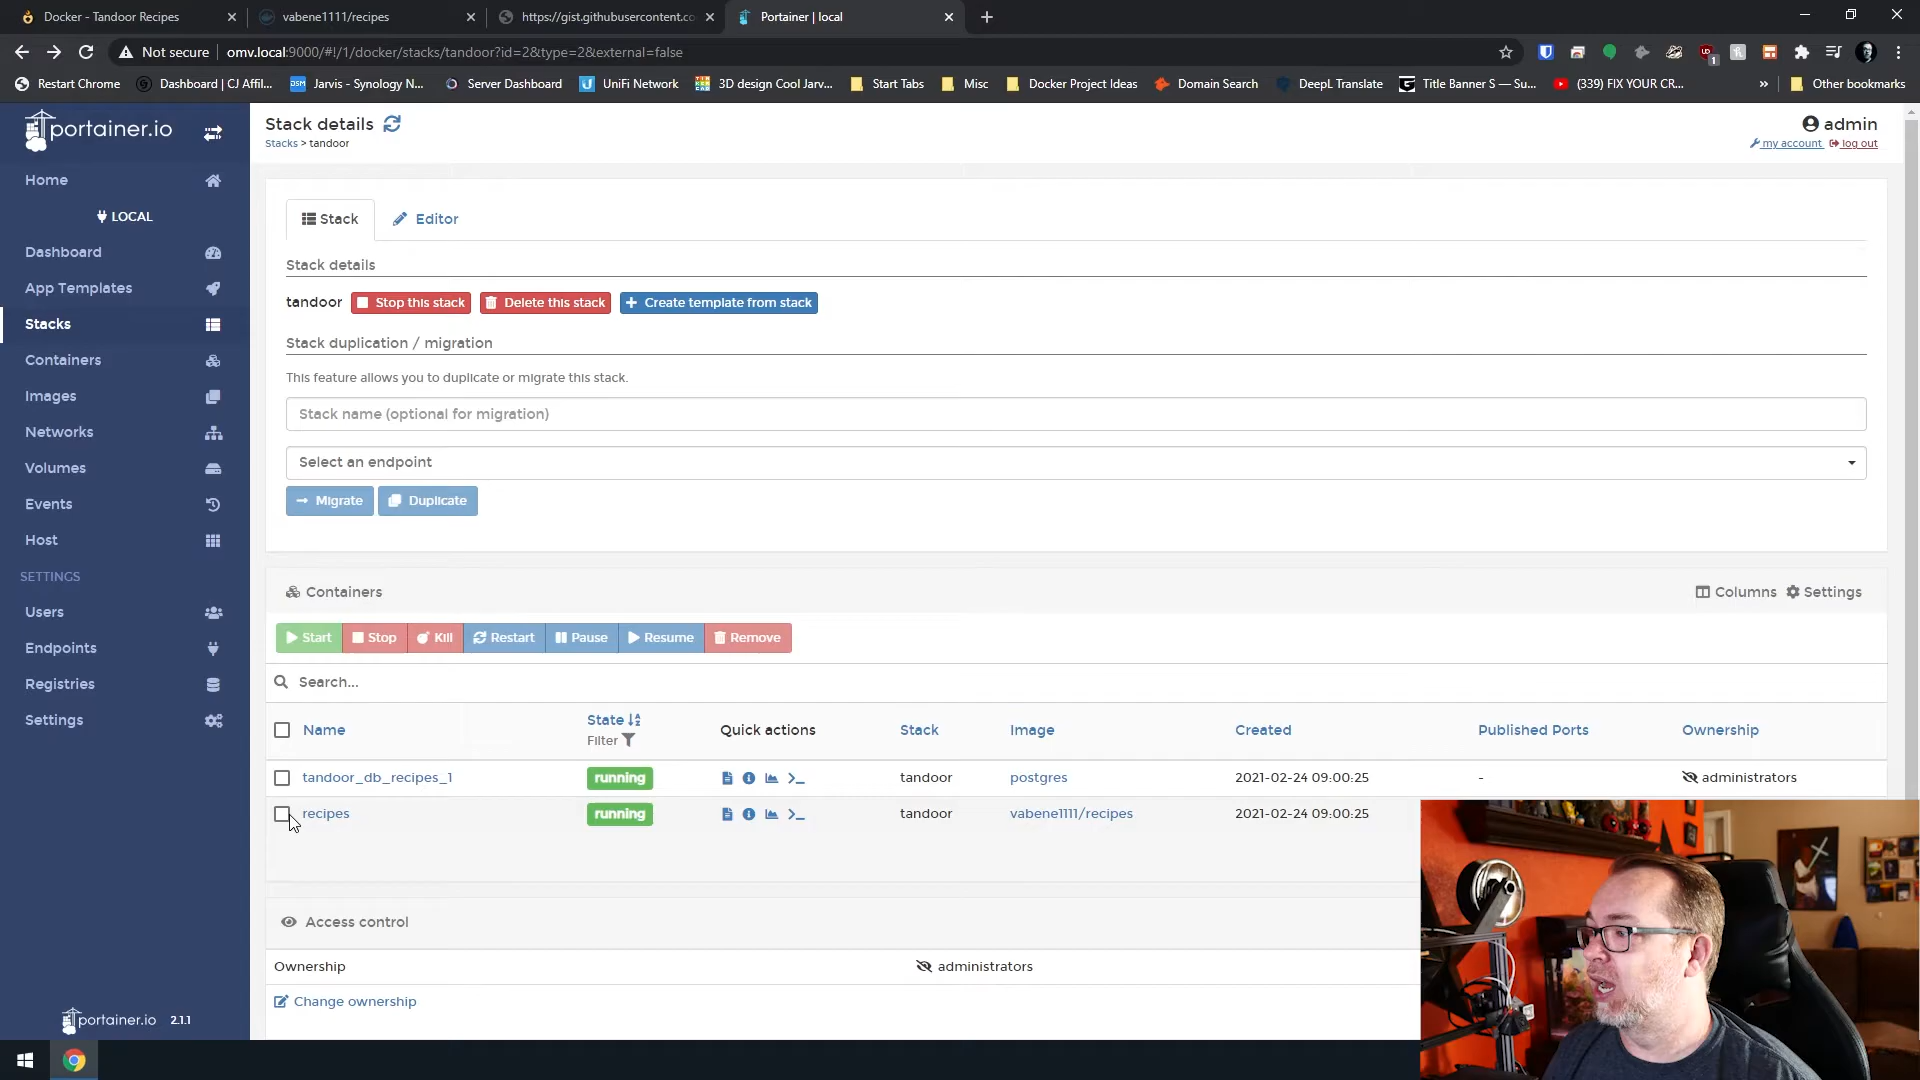 Docker - Tandoor Recipes
vabene1111/recipes
https://gist.githubusercontent.co
Portainer | local
Not secure
omv.local:9000/#!/1/docker/stacks/tandoor?id=2&type=2&external=false
Restart Chrome
Dashboard | CJ Affil...
Jarvis - Synology N...
Server Dashboard
UniFi Network
3D design Cool Jarv...
Start Tabs
Misc
Docker Project Ideas
Domain Search
DeepL Translate
Title Banner S — Su...
(339) FIX YOUR CR...
»
Other bookmarks
portainer.io
Stack details
Stacks > tandoor
admin
my account
log out
Home
LOCAL
Dashboard
App Templates
Stacks
Containers
Images
Networks
Volumes
Events
Host
SETTINGS
Users
Endpoints
Registries
Settings
portainer.io 2.1.1
Stack
Editor
Stack details
tandoor
Stop this stack
Delete this stack
Create template from stack
Stack duplication / migration
This feature allows you to duplicate or migrate this stack.
Stack name (optional for migration)
Select an endpoint
Migrate
Duplicate
Containers
Columns
Settings
Start
Stop
Kill
Restart
Pause
Resume
Remove
Search...
Name
State
Filter
Quick actions
Stack
Image
Created
Published Ports
Ownership
tandoor_db_recipes_1 running tandoor postgres 2021-02-24 09:00:25 - administrators
recipes running tandoor vabene1111/recipes 2021-02-24 09:00:25
Access control
Ownership
administrators
Change ownership